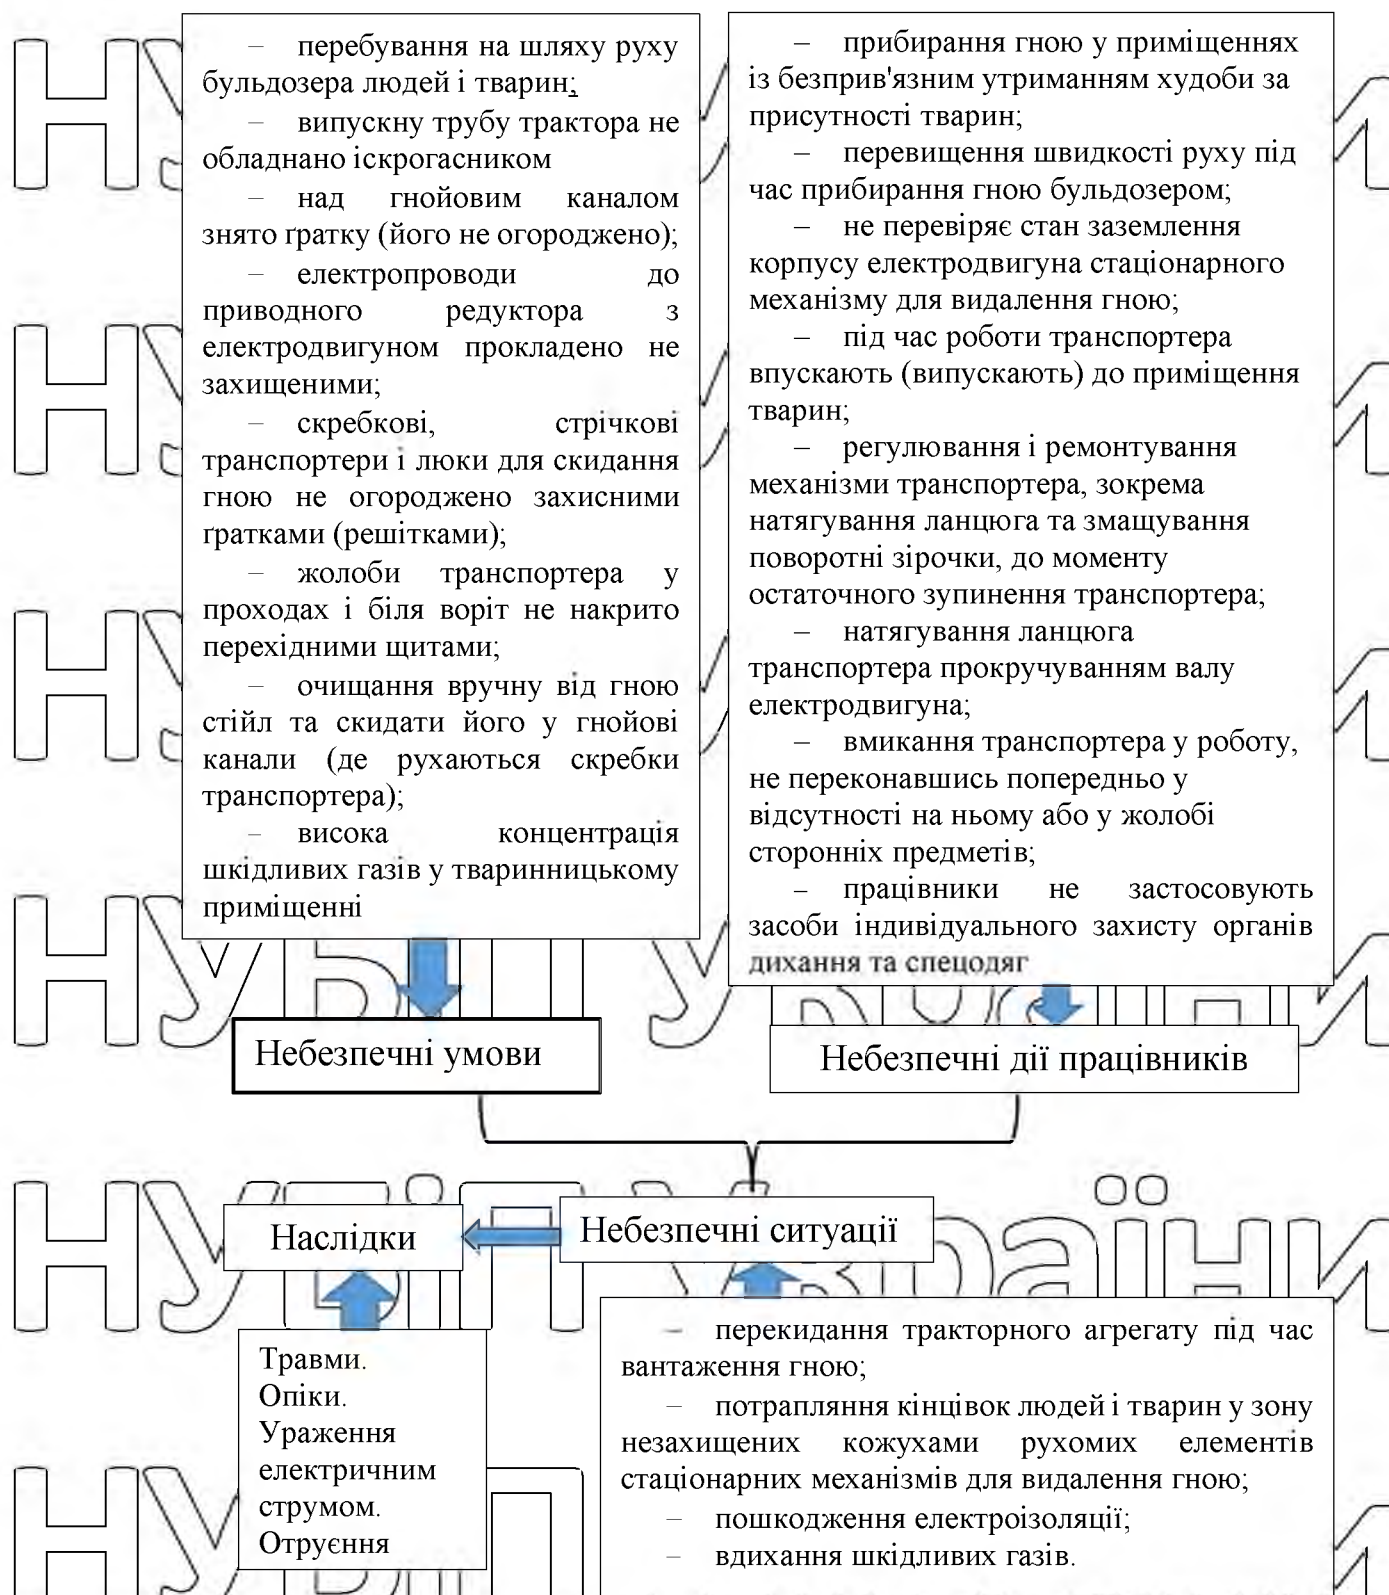 – перебування на шляху руху
бульдозера людей і тварин;
– випускну трубу трактора не
обладнано іскрогасником
– над гнойовим каналом
знято ґратку (його не огороджено);
– електропроводи до
приводного редуктора з
електродвигуном прокладено не
захищеними;
– скребкові, стрічкові
транспортери і люки для скидання
гною не огороджено захисними
ґратками (решітками);
– жолоби транспортера у
проходах і біля воріт не накрито
перехідними щитами;
– очищання вручну від гною
стійл та скидати його у гнойові
канали (де рухаються скребки
транспортера);
– висока концентрація
шкідливих газів у тваринницькому
приміщенні
– прибирання гною у приміщеннях
із безприв'язним утриманням худоби за
присутності тварин;
– перевищення швидкості руху під
час прибирання гною бульдозером;
– не перевіряє стан заземлення
корпусу електродвигуна стаціонарного
механізму для видалення гною;
– під час роботи транспортера
впускають (випускають) до приміщення
тварин;
– регулювання і ремонтування
механізми транспортера, зокрема
натягування ланцюга та змащування
поворотні зірочки, до моменту
остаточного зупинення транспортера;
– натягування ланцюга
транспортера прокручуванням валу
електродвигуна;
– вмикання транспортера у роботу,
не переконавшись попередньо у
відсутності на ньому або у жолобі
сторонніх предметів;
– працівники не застосовують
засоби індивідуального захисту органів
дихання та спецодяг
Небезпечні умови
Небезпечні дії працівників
Наслідки
Небезпечні ситуації
Травми.
Опіки.
Ураження
електричним
струмом.
Отруєння
– перекидання тракторного агрегату під час
вантаження гною;
– потрапляння кінцівок людей і тварин у зону
незахищених кожухами рухомих елементів
стаціонарних механізмів для видалення гною;
– пошкодження електроізоляції;
– вдихання шкідливих газів.